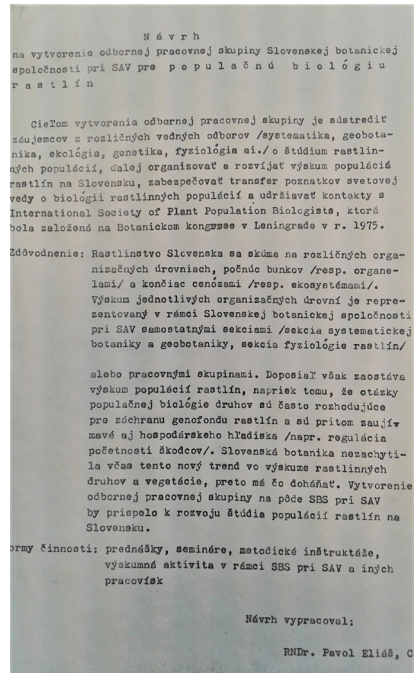 N á v r h
na vytvorenie odbornej pracovnej skupiny Slovenskej botanickej
spoločnosti pri SAV pre p o p u l a č n ú b i o l ó g i u
r a s t l í n
Cieľom vytvorenia odbornej pracovnej skupiny je sústrediť
záujemcov z rozličných vedných odborov /systematika, geobota-
nika, ekológia, genetika, fyziológia ai./ o štúdium rastlin-
ných populácií, ďalej organizovať a rozvíjať výskum populácií
rastlín na Slovensku, zabezpečovať transfer poznatkov svetovej
vedy o biológii rastlinných populácií a udržiavať kontakty s
International Society of Plant Population Biologists, ktorá
bola založená na Botanickom kongrese v Leningrade v r. 1975.
Zdôvodnenie: Rastlinstvo Slovenska sa skúma na rozličných orga-
nizačných úrovniach, počnúc bunkov /resp. organe-
lami/ a končiac cenózami /resp. ekosystémami/.
Výskum jednotlivých organizačných úrovní je repre-
zentovaný v rámci Slovenskej botanickej spoločnosti
pri SAV samostatnými sekciami /sekcia systematickej
botaniky a geobotaniky, sekcia fyziológie rastlín/
alebo pracovnými skupinami. Doposiaľ však zaostáva
výskum populácií rastlín, napriek tomu, že otázky
populačnej biológie druhov sú často rozhodujúce
pre záchranu genofondu rastlín a sú pritom zaují-
mavé aj hospodárskeho hľadiska /napr. regulácia
početnosti škodcov/. Slovenská botanika nezachyti-
la včas tento nový trend vo výskume rastlinných
druhov a vegetácie, preto má čo doháňať. Vytvorenie
odbornej pracovnej skupiny na pôde SBS pri SAV
by prispelo k rozvoju štúdia populácií rastlín na
Slovensku.
ormy činnosti: prednášky, semináre, metodické inštruktáže,
výskumná aktivita v rámci SBS pri SAV a iných
pracovísk
Návrh vypracoval:
RNDr. Pavol Eliáš, C